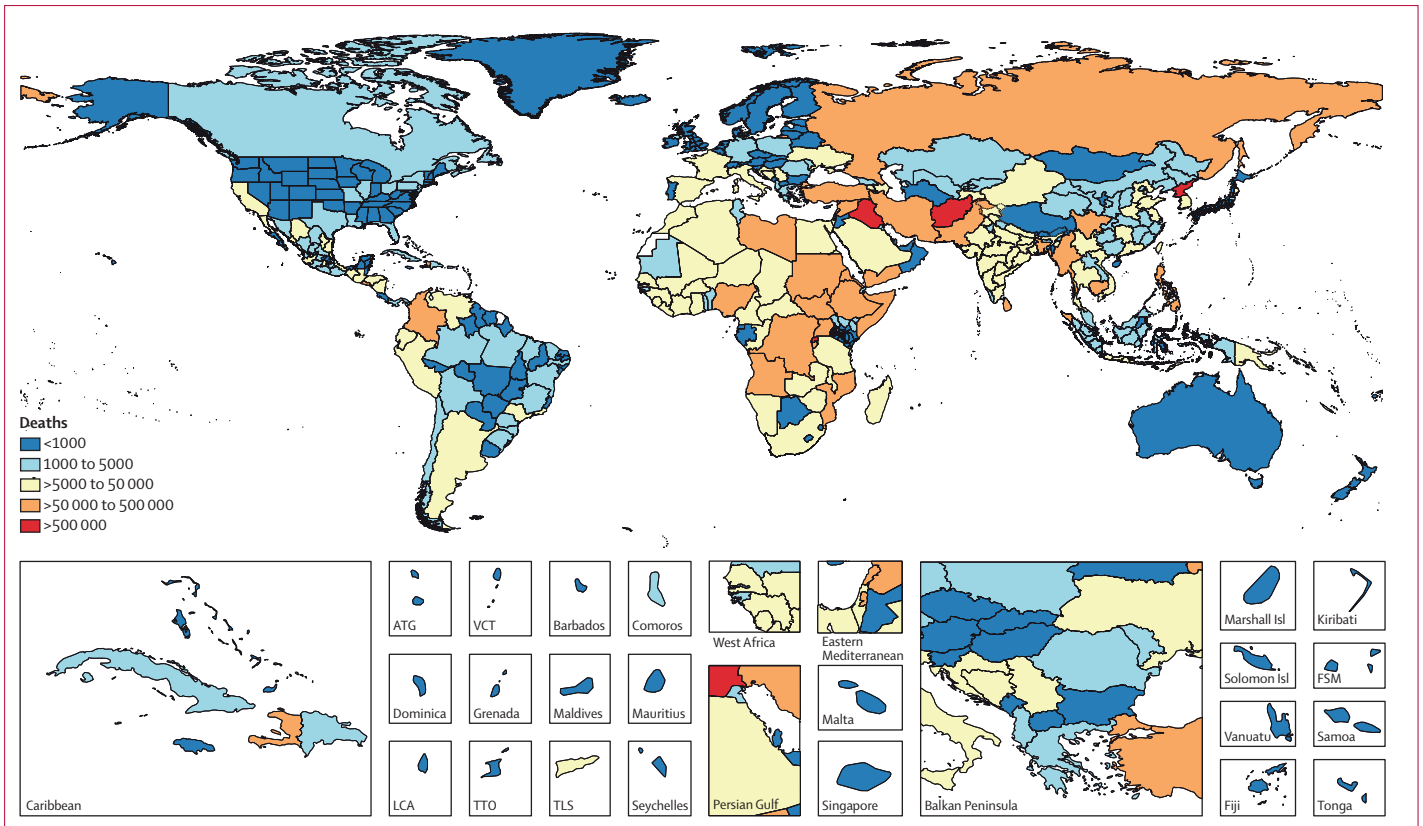 Deaths
<1000
1000 to 5000
>5000 to 50 000
>50 000 to 500 000
>500 000
Caribbean
ATG
VCT
Barbados
Comoros
Dominica
Grenada
Maldives
Mauritius
LCA
TTO
TLS
Seychelles
West Africa
Eastern
Mediterranean
Persian Gulf
Malta
Singapore
Balkan Peninsula
Marshall Isl
Kiribati
Solomon Isl
FSM
Vanuatu
Samoa
Fiji
Tonga